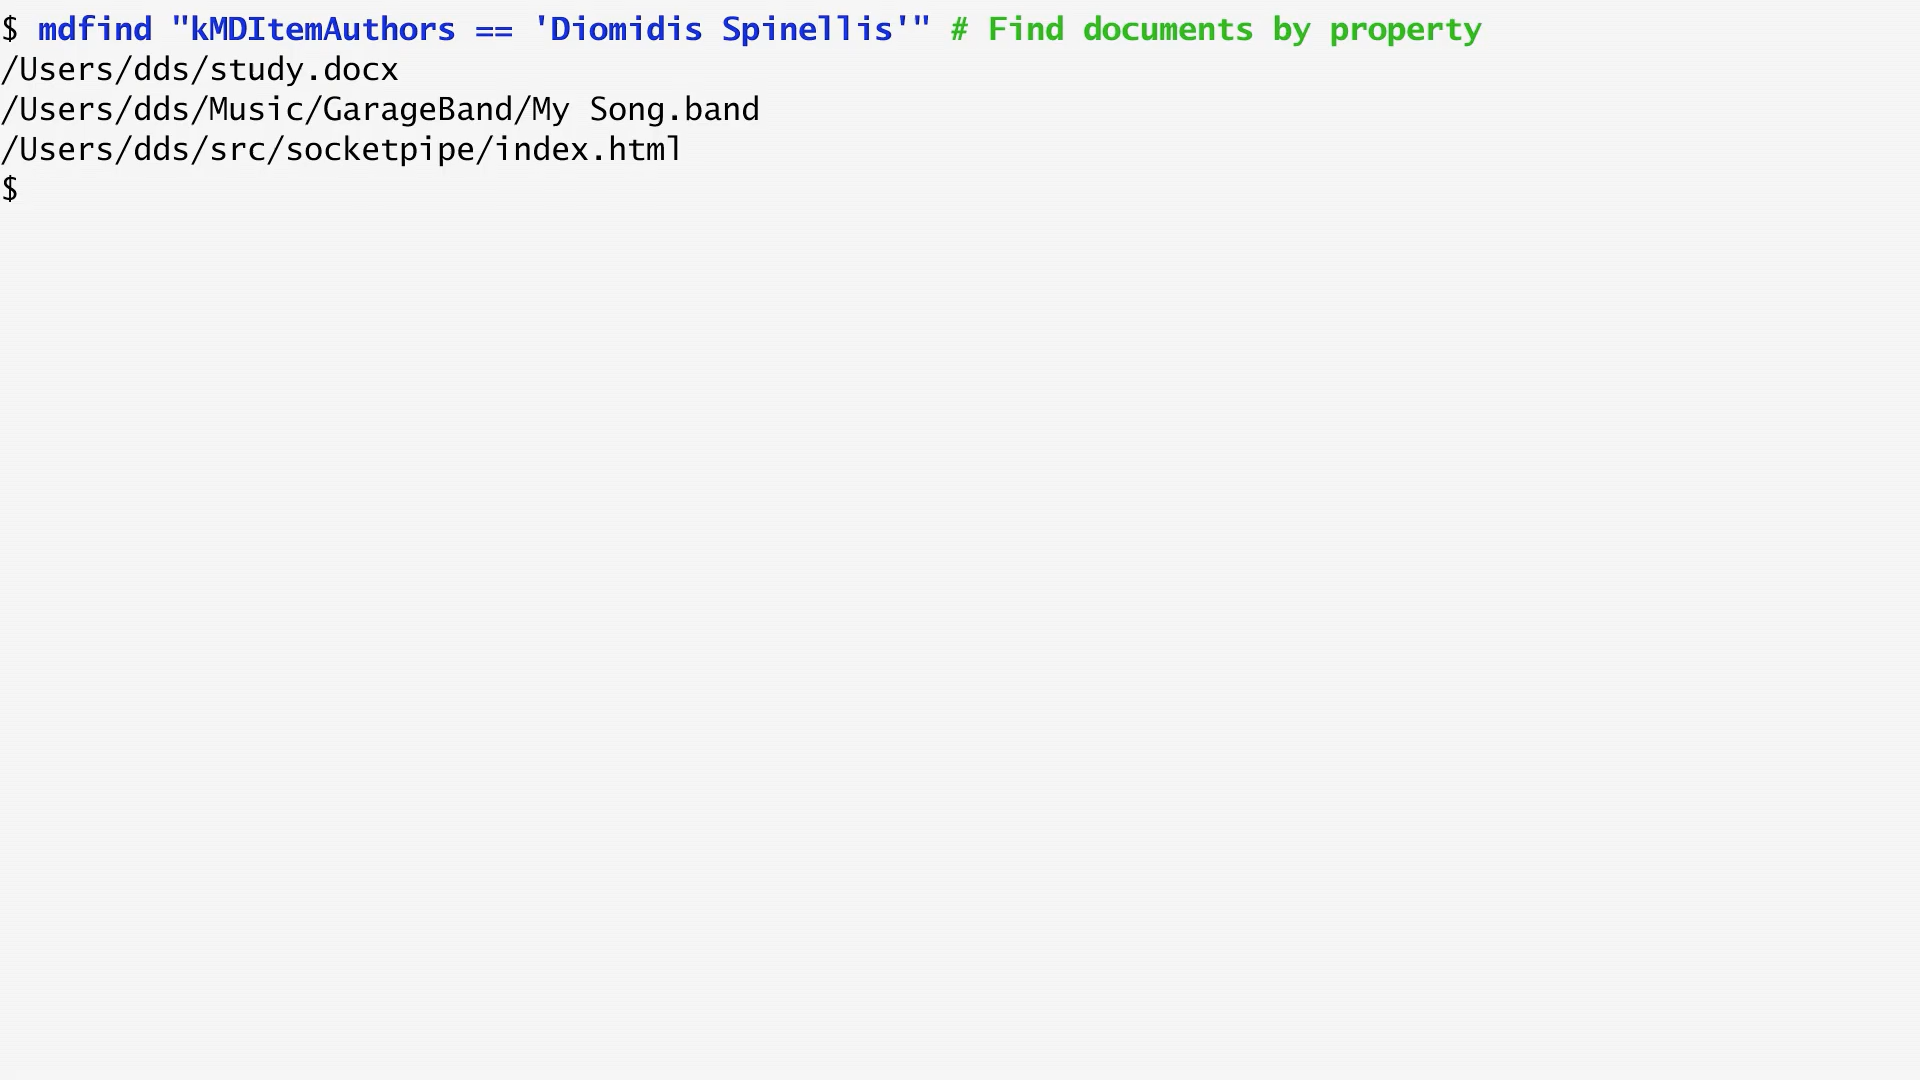 $ mdfind "kMDItemAuthors == 'Diomidis Spinellis'" # Find documents by property
/Users/dds/study.docx
/Users/dds/Music/GarageBand/My Song.band
/Users/dds/src/socketpipe/index.html
$